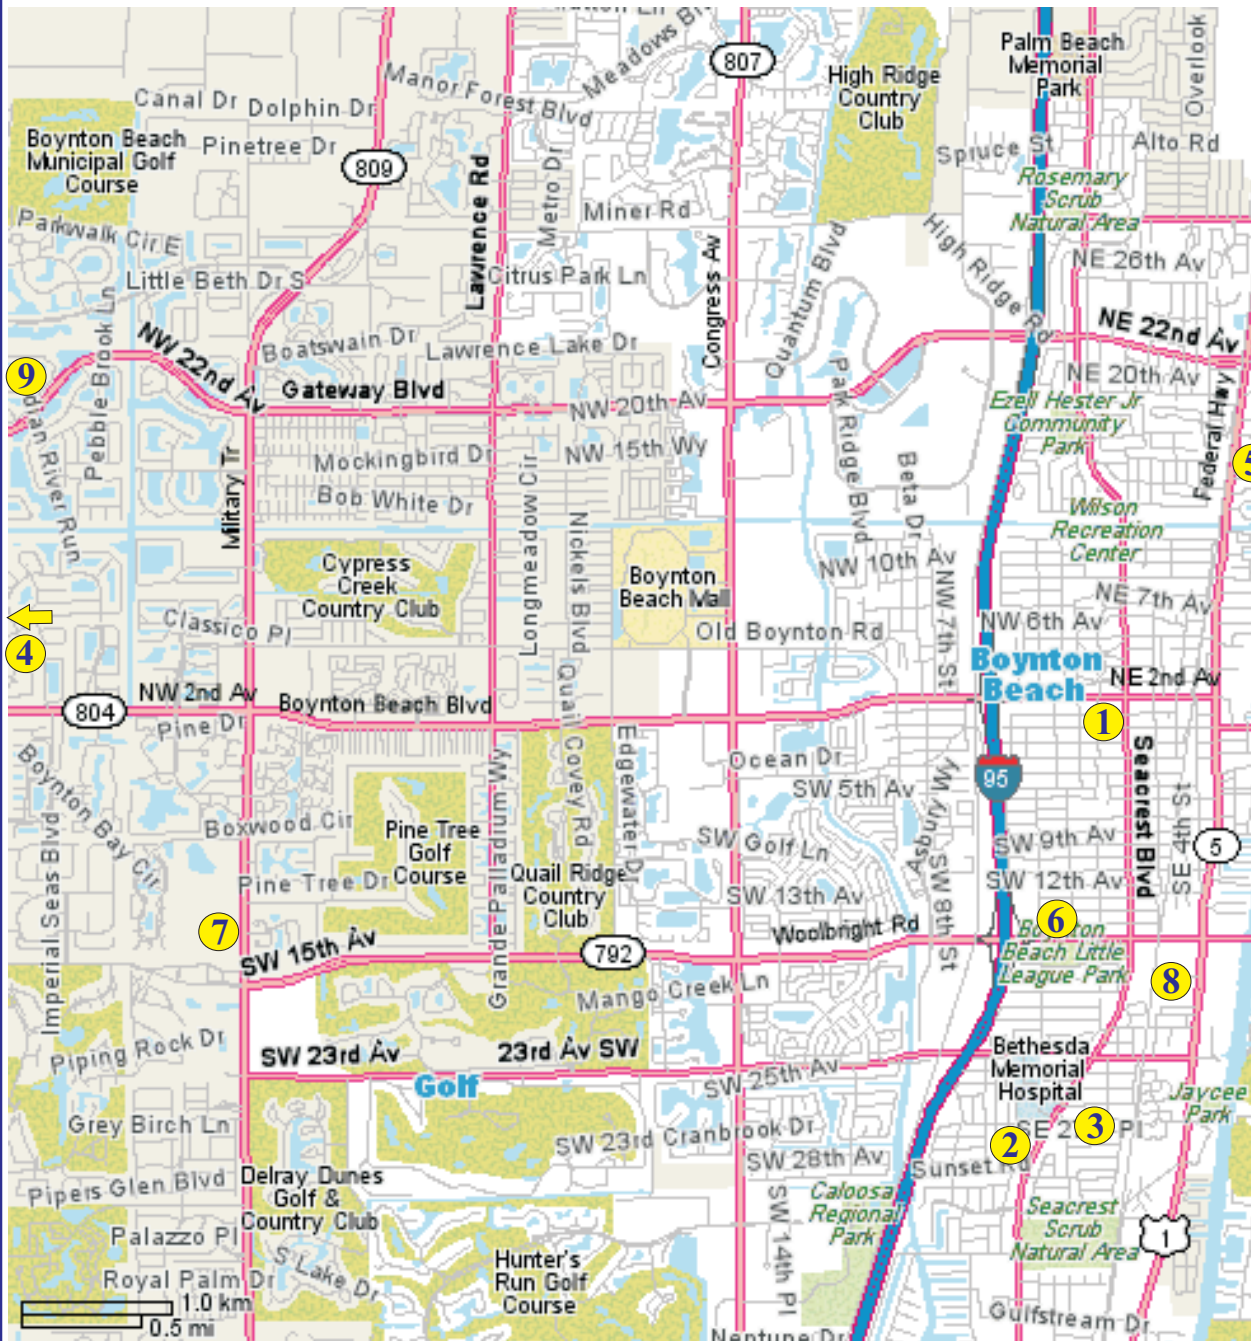 Meadows Blvd
807
Palm Beach
Memorial
Park
Overlook
High Ridge
Country
Club
Manor Forest Blvd
Canal Dr
Dolphin Dr
Boynton Beach
Municipal Golf
Course
Pinetree Dr
809
Lawrence Rd
Metro Dr
Spruce St
Alto Rd
Rosemary
Scrub
Natural Area
Miner Rd
Parkwalk Cir E
High Ridge Rd
NE 26th Av
Little Beth Dr S
Citrus Park Ln
Congress Av
Quantum Blvd
Pebble Brook Ln
NW 22nd Av
Boatswain Dr
Lawrence Lake Dr
NE 22nd Av
9
Gateway Blvd
NW 20th Av
Park Ridge Blvd
NE 20th Av
Federal Hwy
Ezell Hester Jr
Community
Park
Indian River Run
Military Tr
Mockingbird Dr
Longmeadow Cir
NW 15th Wy
Beta Dr
5
Bob White Dr
Nickels Blvd
Wilson
Recreation
Center
Cypress
Creek
Country Club
Boynton
Beach Mall
NW 10th Av
NW 7th St
NE 7th Av
Classico Pl
Old Boynton Rd
NW 6th Av
4
Boynton
Beach
NE 2nd Av
NW 2nd Av
Boynton Beach Blvd
Quail Covey Rd
804
Pine Dr
1
Boynton Bay Cir
Edgewater Dr
Ocean Dr
Seacrest Blvd
Grande Palladium Wy
95
SW 5th Av
Asbury Wy
SE 4th St
Imperial Seas Blvd
Boxwood Cir
Pine Tree
Golf
Course
SW Golf Ln
SW 9th Av
5
Pine Tree Dr
Quail Ridge
Country
Club
SW 13th Av
SW 8th St
SW 12th Av
7
SW 15th Av
792
Woolbright Rd
6
Boynton
Beach Little
League Park
8
Mango Creek Ln
Piping Rock Dr
SW 23rd Av
23rd Av SW
Bethesda
Memorial
Hospital
Golf
SW 25th Av
Jaycee
Park
Grey Birch Ln
SW 23rd Cranbrook Dr
2
3
SW 28th Av
Sunset Rd
Pipers Glen Blvd
Delray Dunes
Golf &
Country Club
SW 14th Pl
Caloosa
Regional
Park
Seacrest
Scrub
Natural Area
1
Palazzo Pl
Royal Palm Dr
S Lake Dr
Hunter's
Run Golf
Course
1.0 km
0.5 mi
Gulfstream Dr
Neptune Dr